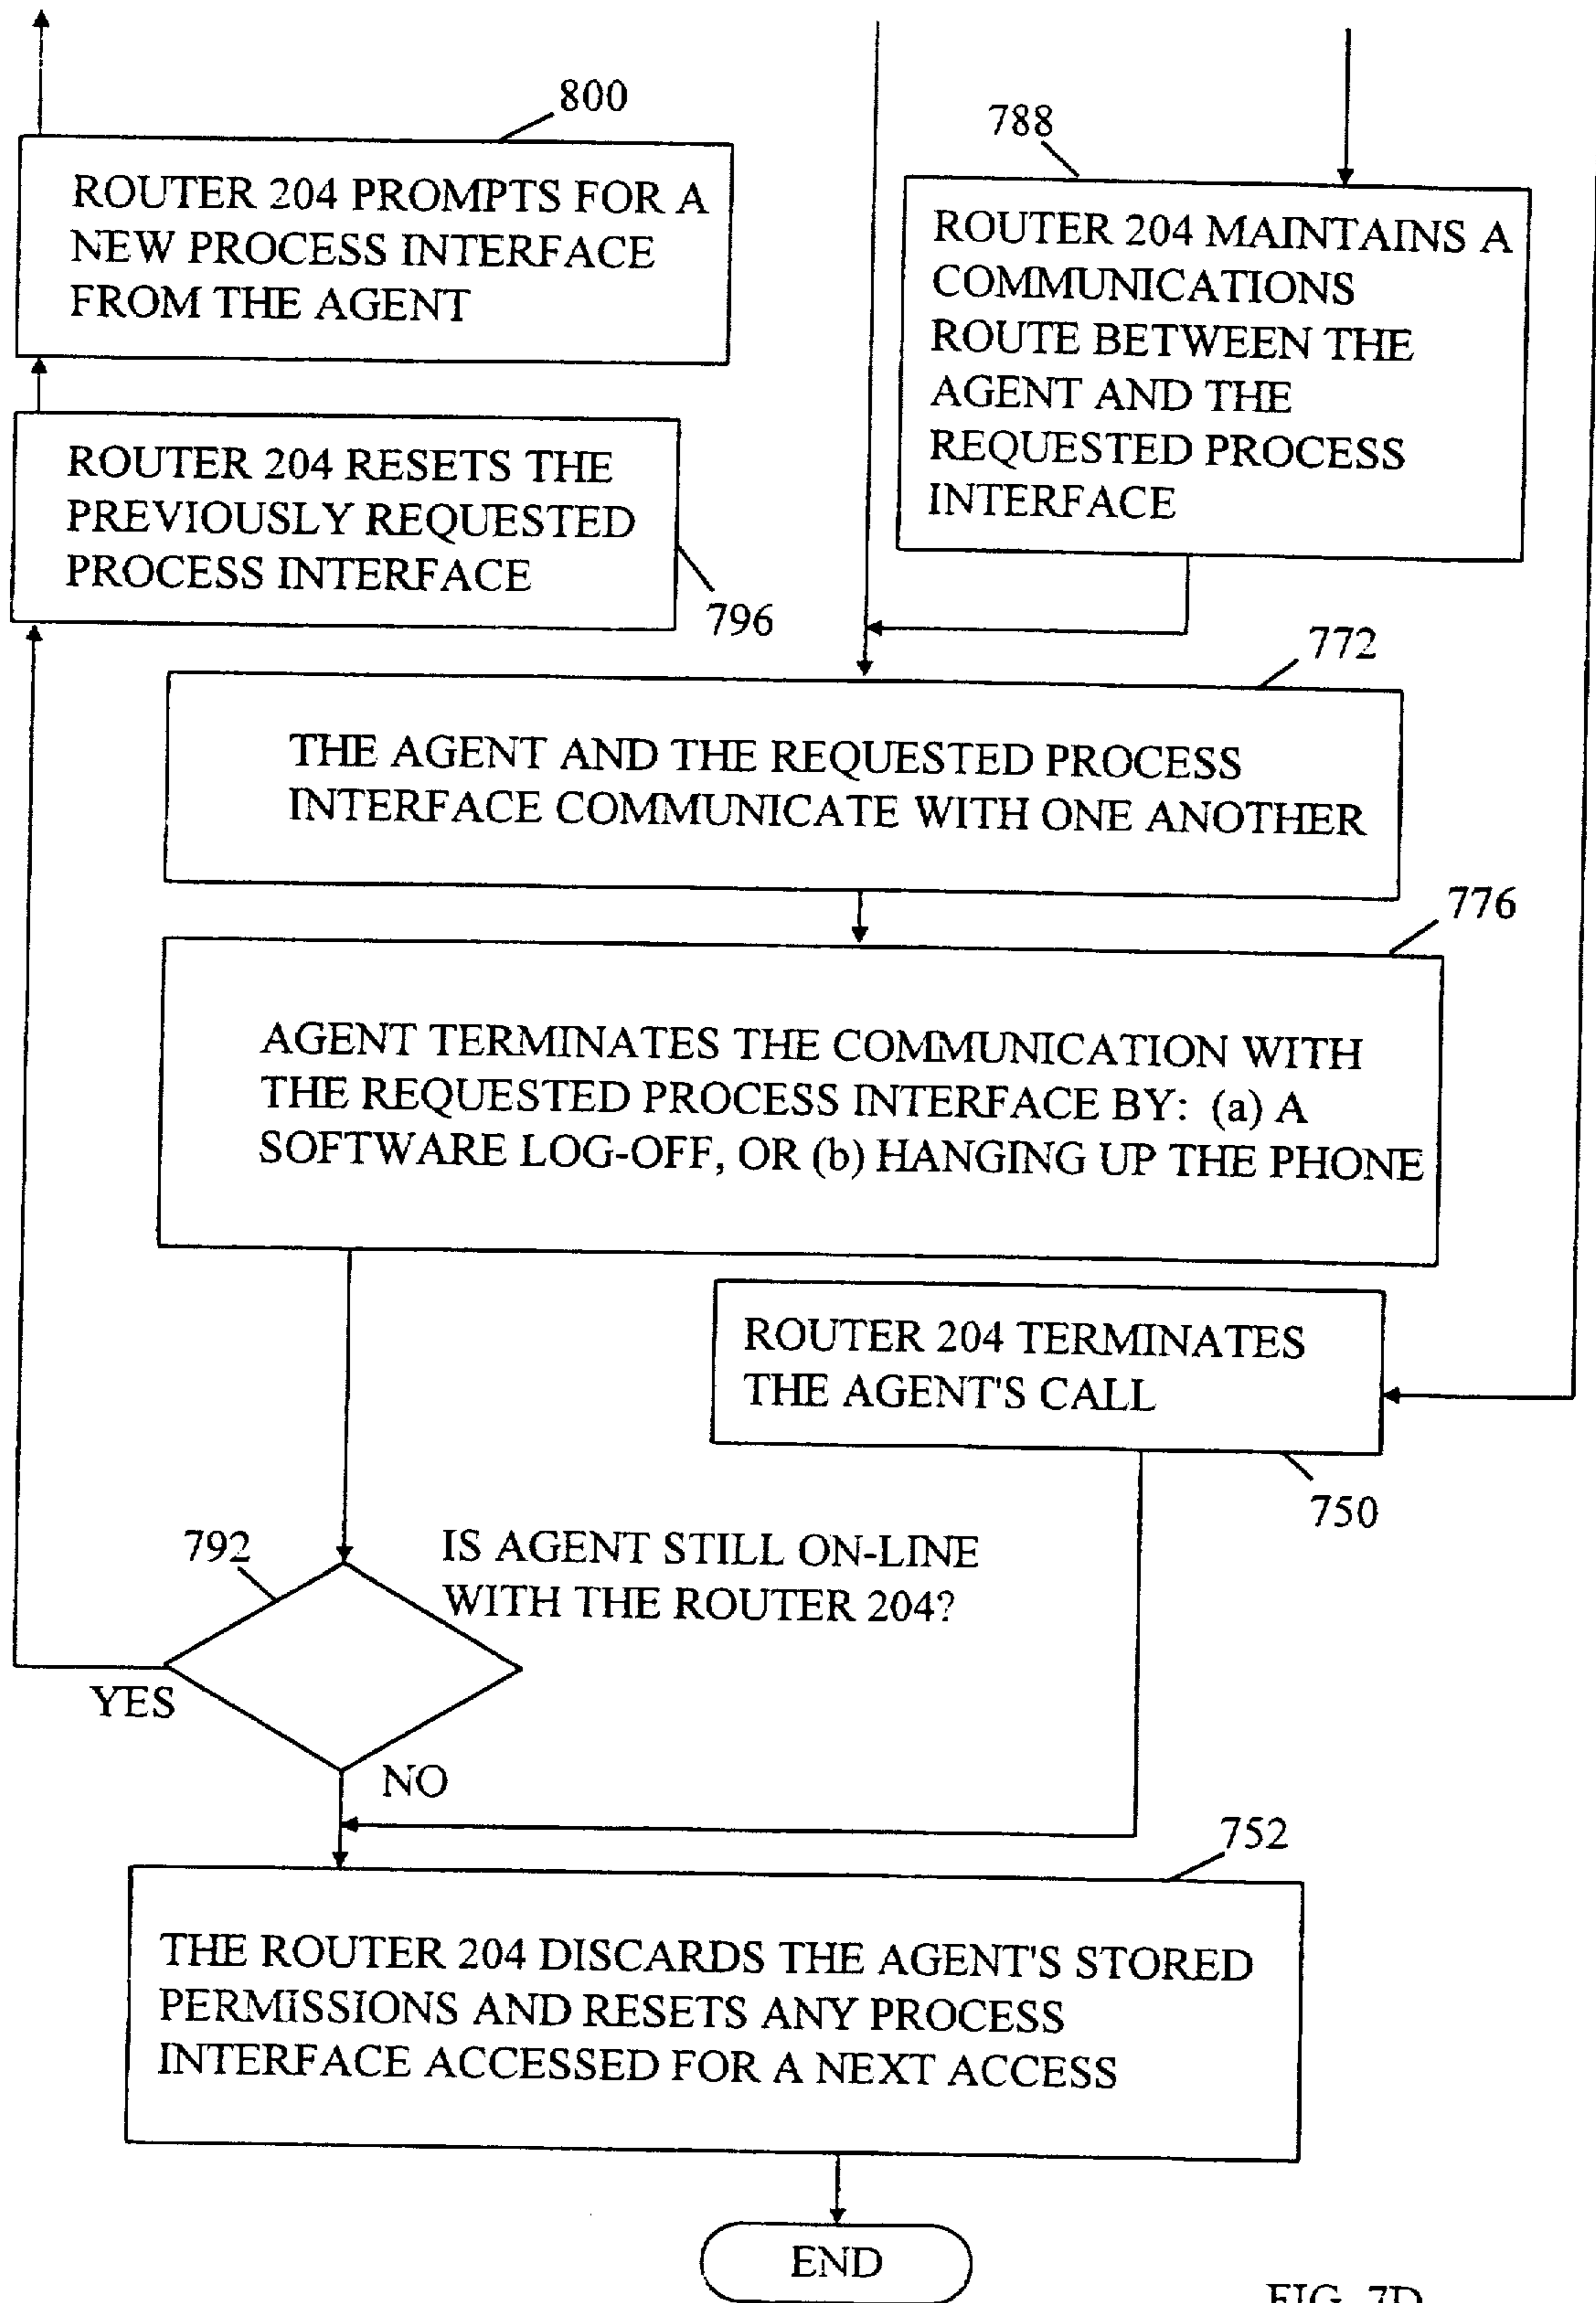 800
ROUTER 204 PROMPTS FOR A
NEW PROCESS INTERFACE
FROM THE AGENT
788
ROUTER 204 MAINTAINS A
COMMUNICATIONS
ROUTE BETWEEN THE
AGENT AND THE
REQUESTED PROCESS
INTERFACE
ROUTER 204 RESETS THE
PREVIOUSLY REQUESTED
PROCESS INTERFACE
796
772
THE AGENT AND THE REQUESTED PROCESS
INTERFACE COMMUNICATE WITH ONE ANOTHER
776
AGENT TERMINATES THE COMMUNICATION WITH
THE REQUESTED PROCESS INTERFACE BY: (a) A
SOFTWARE LOG-OFF, OR (b) HANGING UP THE PHONE
ROUTER 204 TERMINATES
THE AGENT'S CALL
750
792
IS AGENT STILL ON-LINE
WITH THE ROUTER 204?
YES
NO
752
THE ROUTER 204 DISCARDS THE AGENT'S STORED
PERMISSIONS AND RESETS ANY PROCESS
INTERFACE ACCESSED FOR A NEXT ACCESS
END
FIG. 7D